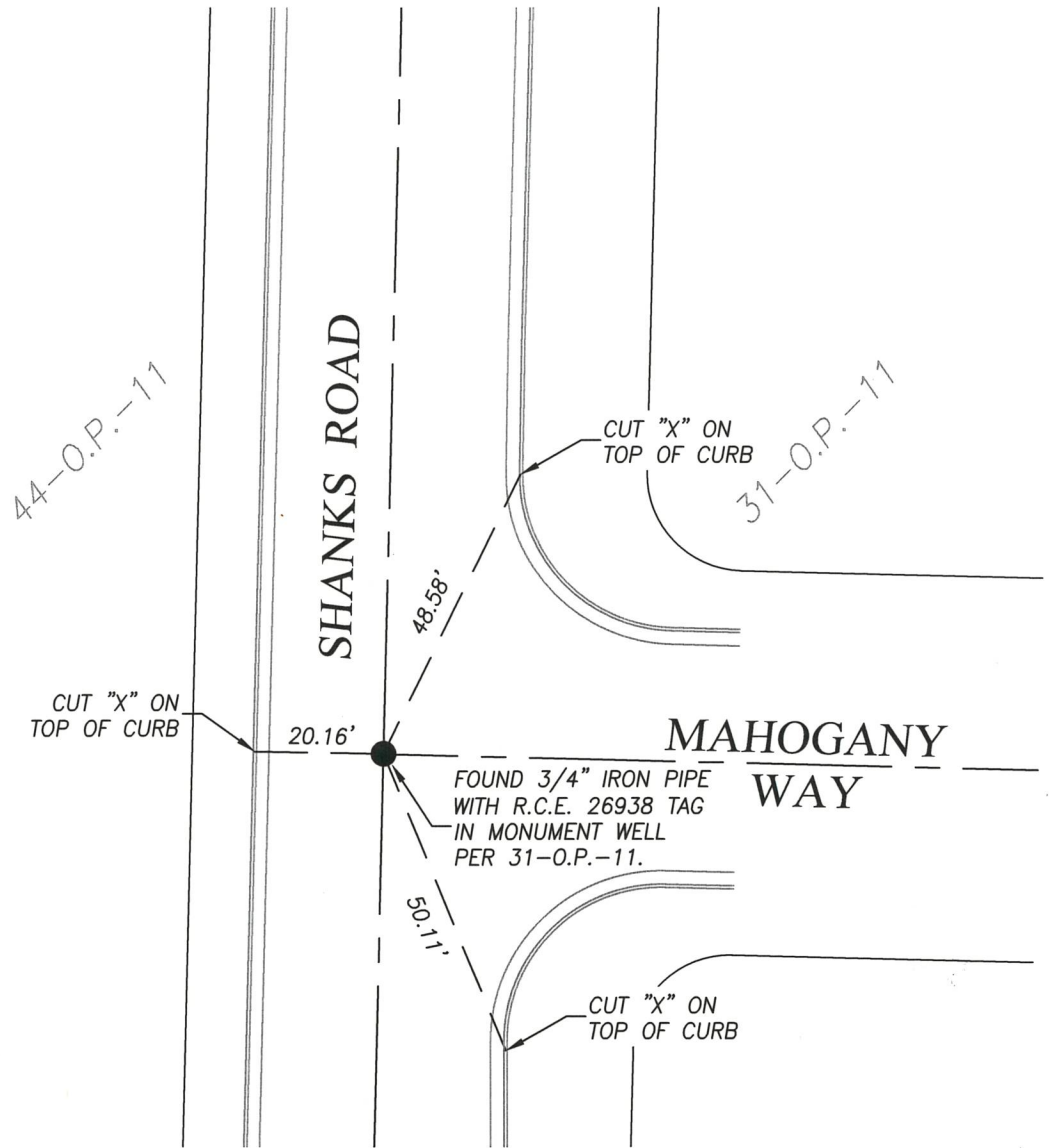 44-O.P.-11
SHANKS ROAD
CUT "X" ON
TOP OF CURB
31-O.P.-11
48.58'
CUT "X" ON
TOP OF CURB
20.16'
MAHOGANY
WAY
FOUND 3/4" IRON PIPE
WITH R.C.E. 26938 TAG
IN MONUMENT WELL
PER 31-O.P.-11.
50.11'
CUT "X" ON
TOP OF CURB